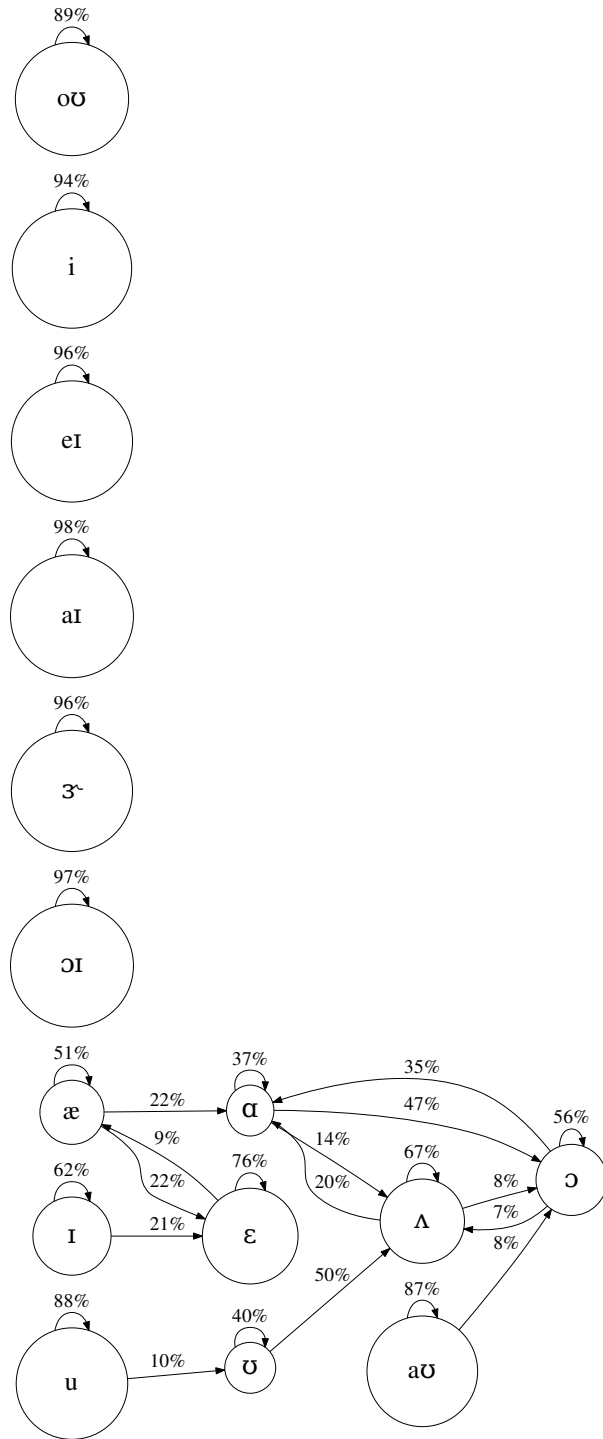 89%
oʊ
94%
i
96%
eɪ
98%
aɪ
96%
ɝ
97%
ɔɪ
51%
æ
37%
ɑ
22%
35%
47%
56%
ɔ
9%
22%
14%
20%
67%
ʌ
8%
7%
8%
62%
ɪ
21%
76%
ɛ
50%
88%
u
10%
40%
ʊ
87%
aʊ